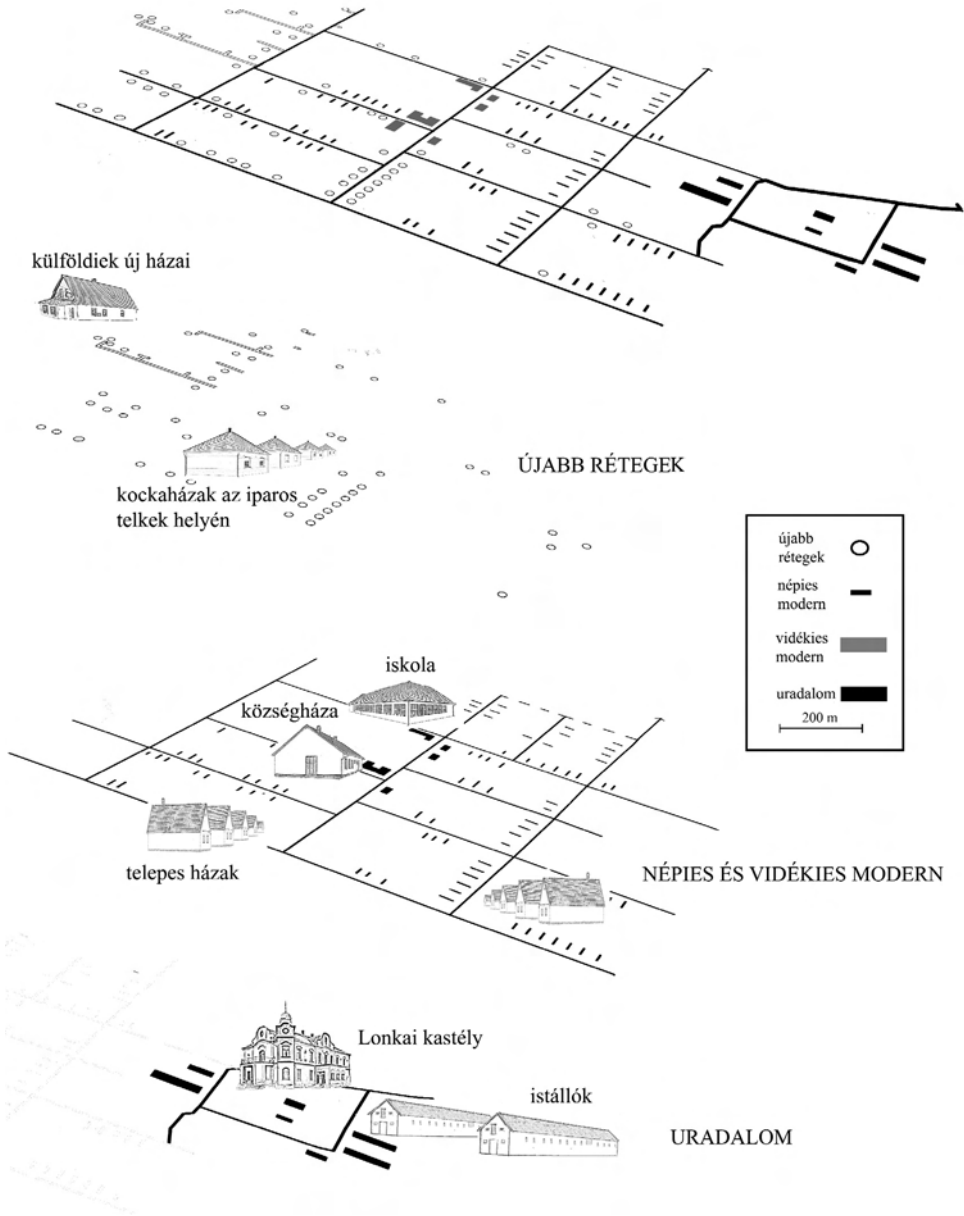 külföldiek új házai
ÚJABB RÉTEGEK
kockaházak az iparos
telkek helyén
újabb
rétegek
népies
modern
vidékies
modern
uradalom
200 m
iskola
községháza
telepes házak
NÉPIES ÉS VIDÉKIES MODERN
Lonkai kastély
istállók
URADALOM